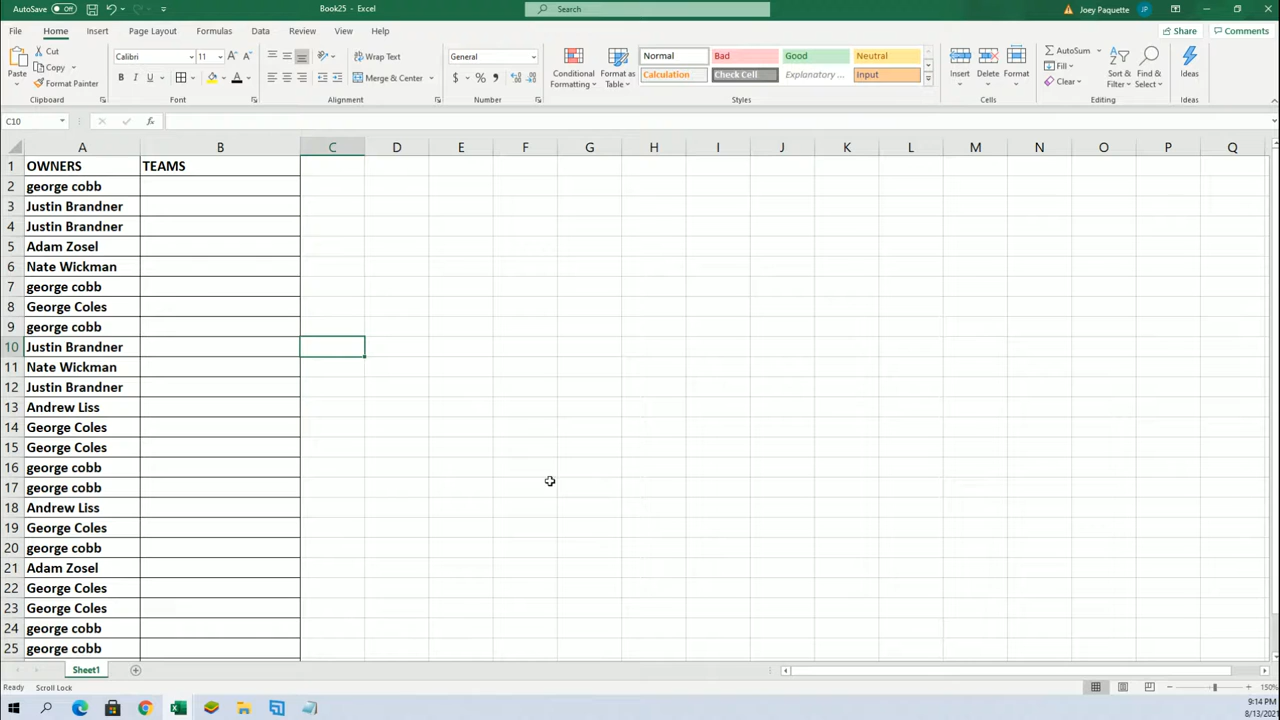 AutoSave Off Book25 - Excel Search Joey Paquette JP
File Home Insert Page Layout Formulas Data Review View Help Share Comments
Paste Cut Copy Format Painter Clipboard
Calibri 11 A A B I U A Font
Wrap Text Merge & Center Alignment
General $ % , Number
Conditional Formatting Format as Table
Normal Bad Good Neutral
Calculation Check Cell Explanatory ... Input
Styles
Insert Delete Format Cells
AutoSum Fill Clear Sort & Filter Find & Select Editing
Ideas Ideas
C10 fx
A B C D E F G H I J K L M N O P Q
1 OWNERS TEAMS
2 george cobb
3 Justin Brandner
4 Justin Brandner
5 Adam Zosel
6 Nate Wickman
7 george cobb
8 George Coles
9 george cobb
10 Justin Brandner
11 Nate Wickman
12 Justin Brandner
13 Andrew Liss
14 George Coles
15 George Coles
16 george cobb
17 george cobb
18 Andrew Liss
19 George Coles
20 george cobb
21 Adam Zosel
22 George Coles
23 George Coles
24 george cobb
25 george cobb
Sheet1
Ready Scroll Lock 150%
9:14 PM
8/13/2021